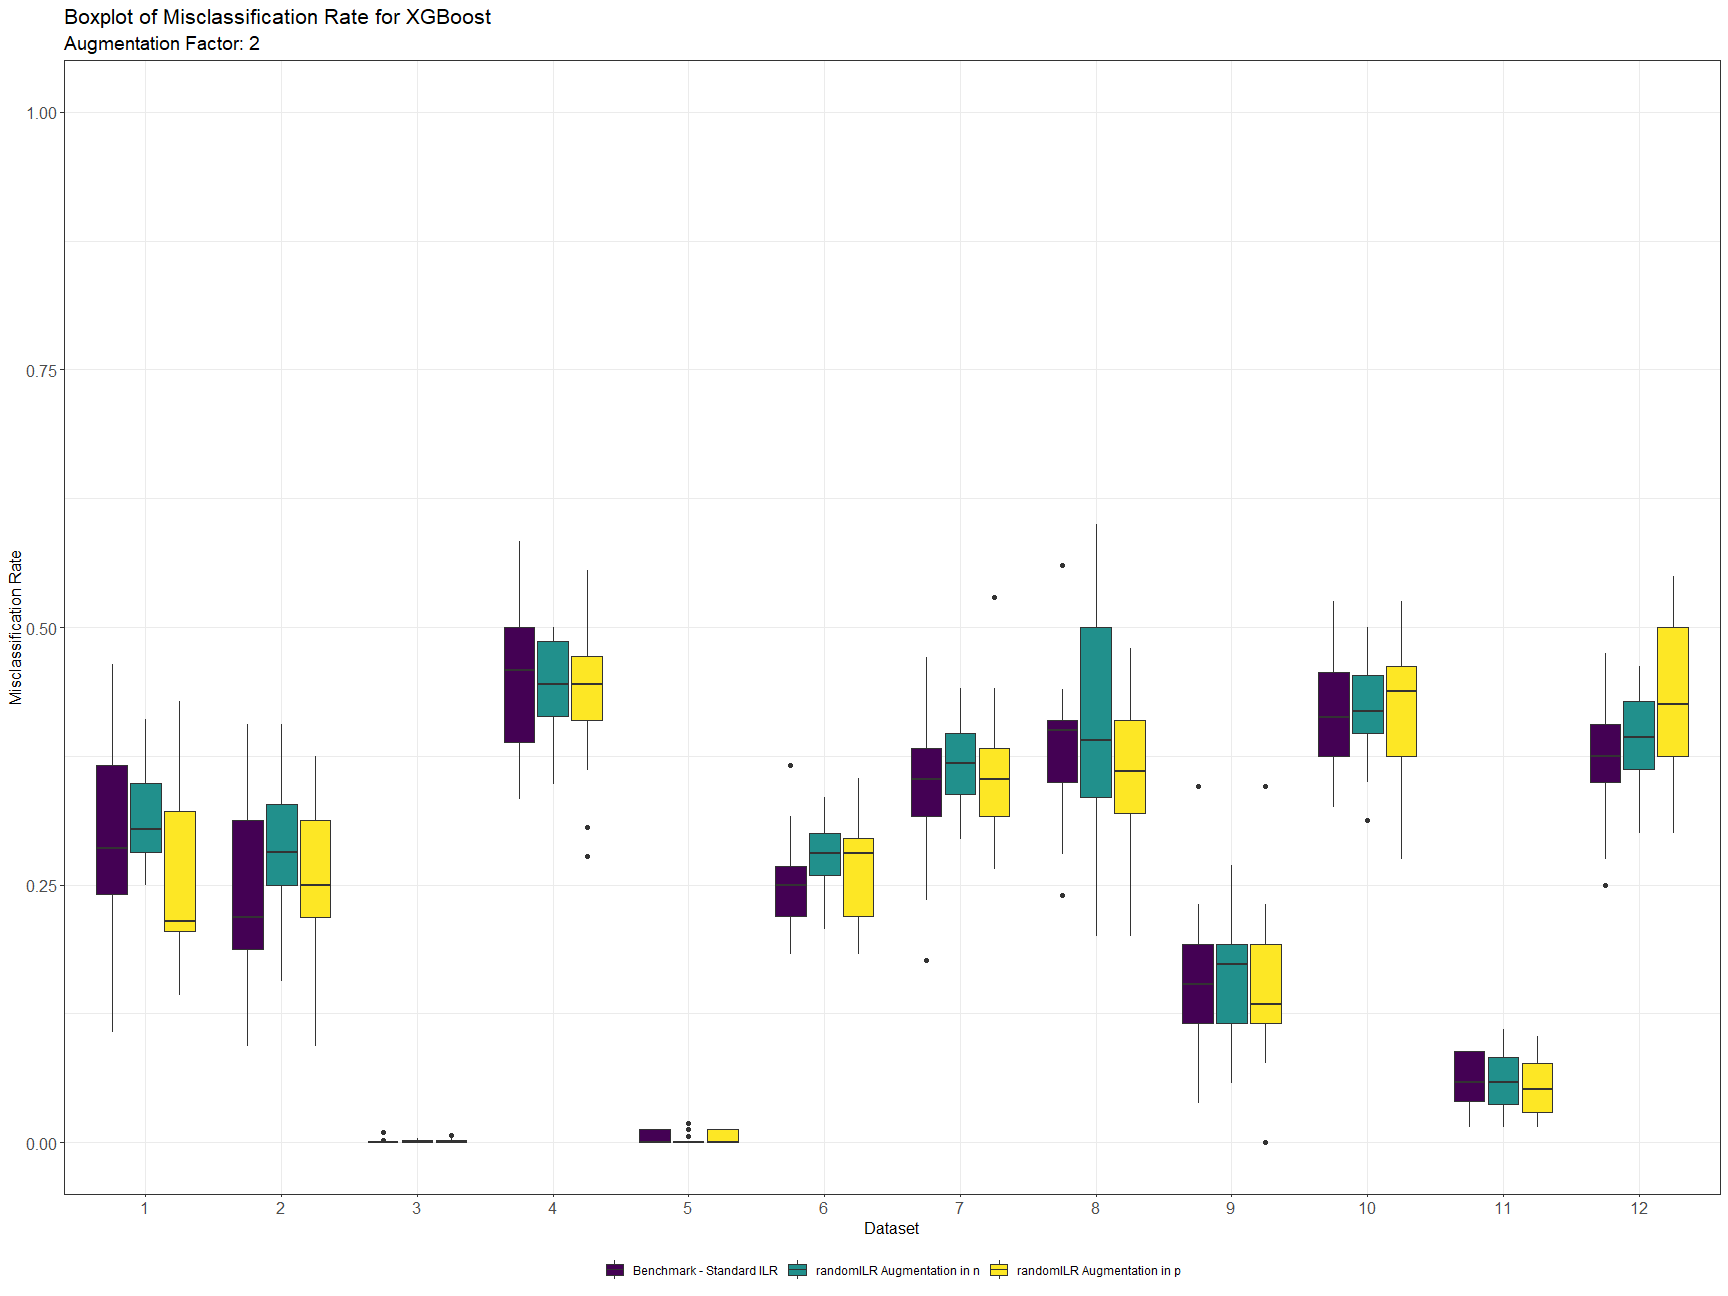 Boxplot of Misclassification Rate for XGBoost
Augmentation Factor: 2
Misclassification Rate
1.00
0.75
0.50
0.25
0.00
1 2 3 4 5 6 7 8 9 10 11 12
Dataset
Benchmark - Standard ILR randomILR Augmentation in n randomILR Augmentation in p